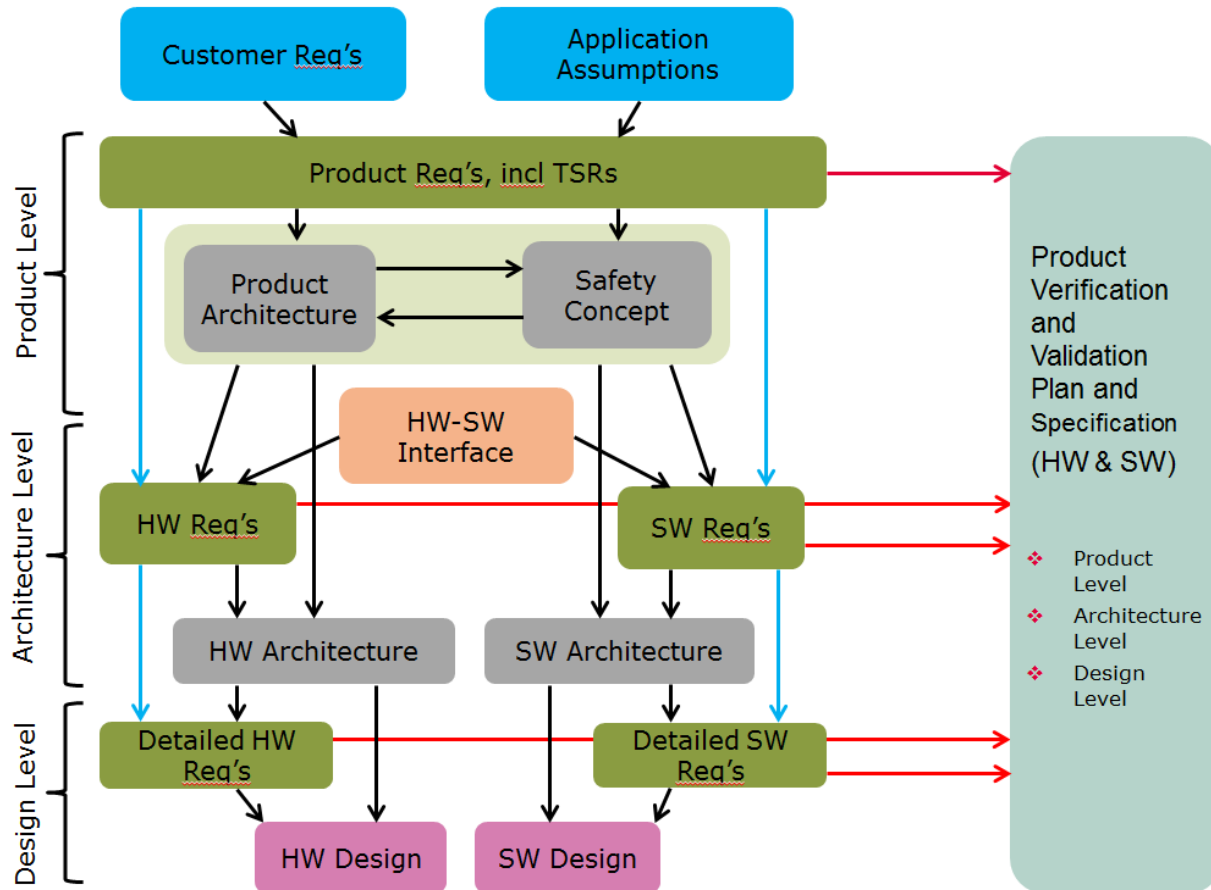 Customer Req's
Application
Assumptions
Product Level
Product Req's, incl TSRs
Product
Architecture
Safety
Concept
HW-SW
Interface
Architecture Level
HW Req's
SW Req's
HW Architecture
SW Architecture
Design Level
Detailed HW
Req's
Detailed SW
Req's
HW Design
SW Design
Product
Verification
and
Validation
Plan and
Specification
(HW & SW)
❖ Product
Level
❖ Architecture
Level
❖ Design
Level